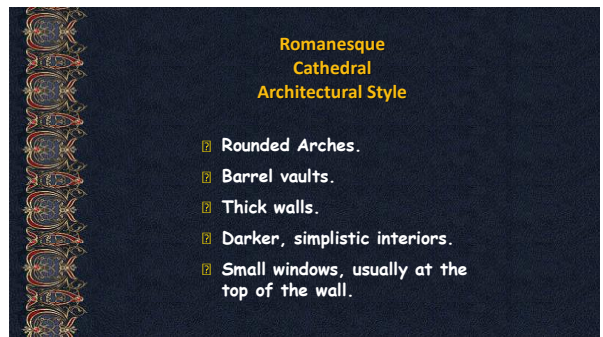 Romanesque
Cathedral
Architectural Style
Rounded Arches.
Barrel vaults.
Thick walls.
Darker, simplistic interiors.
Small windows, usually at the
top of the wall.